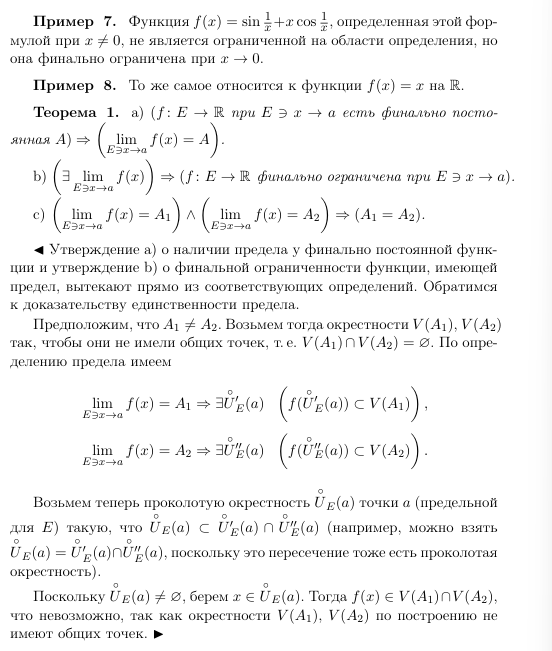 Пример 7. Функция f(x) = sin 1/x + x cos 1/x, определенная этой фор-
мулой при x ≠ 0, не является ограниченной на области определения, но
она финально ограничена при x → 0.
Пример 8. То же самое относится к функции f(x) = x на ℝ.
Теорема 1. a) (f: E → ℝ при E ∋ x → a есть финально посто-
янная A) ⇒ (lim_{E∋x→a} f(x) = A).
b) (∃ lim_{E∋x→a} f(x)) ⇒ (f: E → ℝ финально ограничена при E ∋ x → a).
c) (lim_{E∋x→a} f(x) = A₁) ∧ (lim_{E∋x→a} f(x) = A₂) ⇒ (A₁ = A₂).
◀ Утверждение a) о наличии предела у финально постоянной функ-
ции и утверждение b) о финальной ограниченности функции, имеющей
предел, вытекают прямо из соответствующих определений. Обратимся
к доказательству единственности предела.
Предположим, что A₁ ≠ A₂. Возьмем тогда окрестности V(A₁), V(A₂)
так, чтобы они не имели общих точек, т. е. V(A₁) ∩ V(A₂) = ∅. По опре-
делению предела имеем
lim_{E∋x→a} f(x) = A₁ ⇒ ∃Ů′_E(a) (f(Ů′_E(a)) ⊂ V(A₁)),
lim_{E∋x→a} f(x) = A₂ ⇒ ∃Ů″_E(a) (f(Ů″_E(a)) ⊂ V(A₂)).
Возьмем теперь проколотую окрестность Ů_E(a) точки a (предельной
для E) такую, что Ů_E(a) ⊂ Ů′_E(a) ∩ Ů″_E(a) (например, можно взять
Ů_E(a) = Ů′_E(a)∩Ů″_E(a), поскольку это пересечение тоже есть проколотая
окрестность).
Поскольку Ů_E(a) ≠ ∅, берем x ∈ Ů_E(a). Тогда f(x) ∈ V(A₁)∩V(A₂),
что невозможно, так как окрестности V(A₁), V(A₂) по построению не
имеют общих точек. ▶